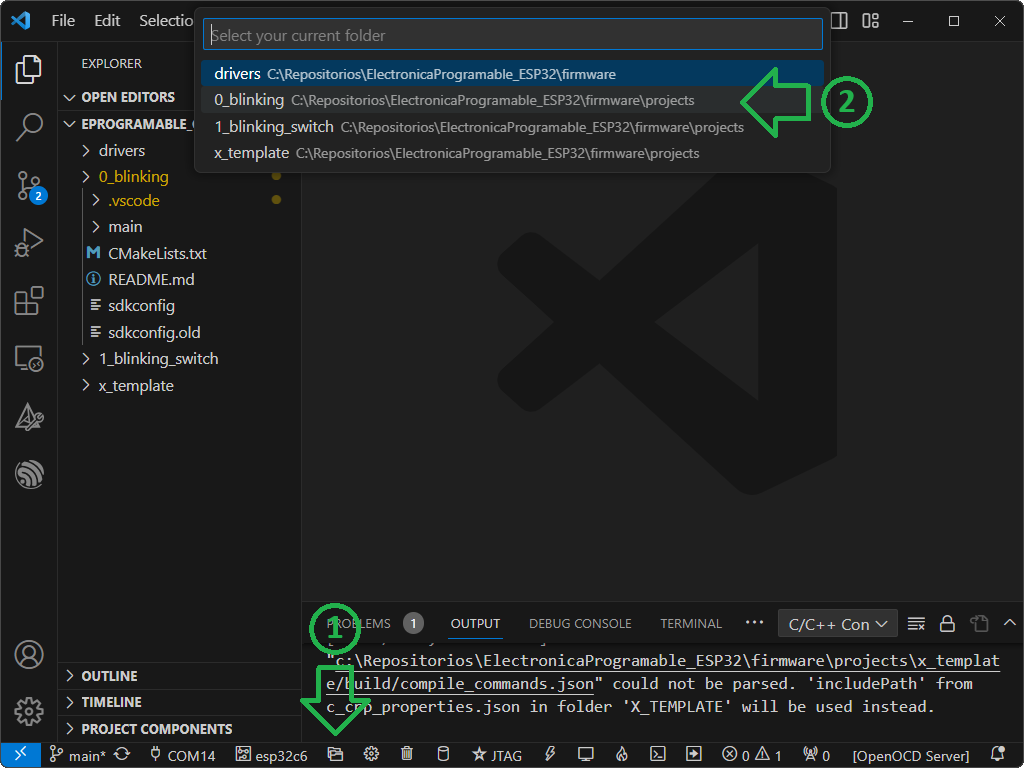 File Edit Selectio
Select your current folder
drivers C:\Repositorios\ElectronicaProgramable_ESP32\firmware
0_blinking C:\Repositorios\ElectronicaProgramable_ESP32\firmware\projects
1_blinking_switch C:\Repositorios\ElectronicaProgramable_ESP32\firmware\projects
x_template C:\Repositorios\ElectronicaProgramable_ESP32\firmware\projects
2
EXPLORER
OPEN EDITORS
EPROGRAMABLE_
drivers
0_blinking
.vscode
main
CMakeLists.txt
README.md
sdkconfig
sdkconfig.old
1_blinking_switch
x_template
2
OUTLINE
TIMELINE
PROJECT COMPONENTS
1
PROBLEMS 1 OUTPUT DEBUG CONSOLE TERMINAL ··· C/C++ Con
"c:\Repositorios\ElectronicaProgramable_ESP32\firmware\projects\x_templat
e/build/compile_commands.json" could not be parsed. 'includePath' from
c_cpp_properties.json in folder 'X_TEMPLATE' will be used instead.
main* COM14 esp32c6 JTAG 0 1 0 [OpenOCD Server]